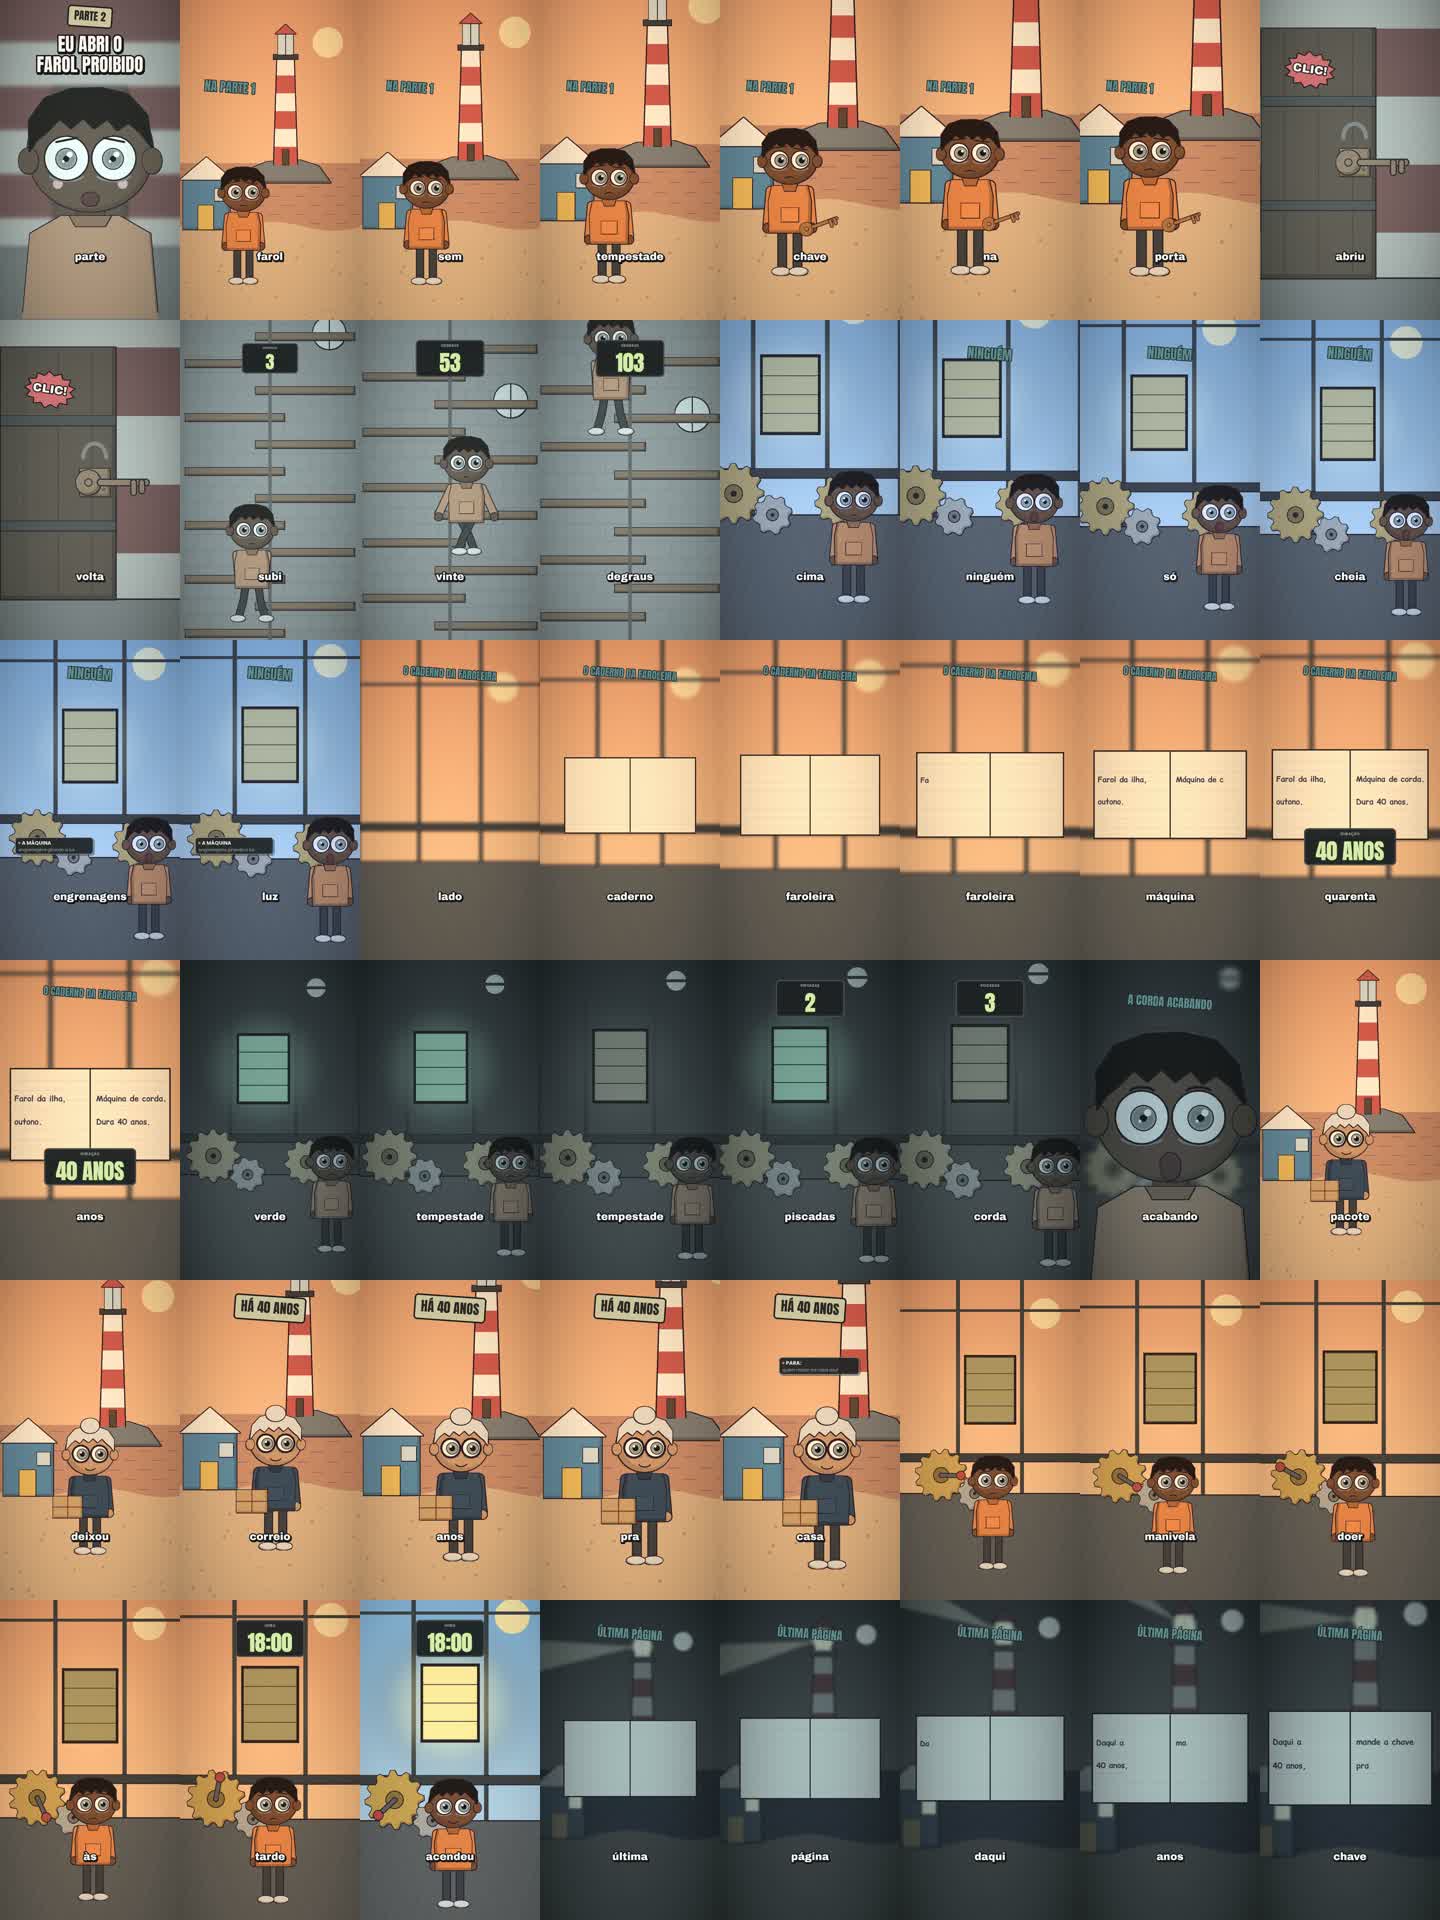 PARTE 2
EU ABRI O
FAROL PROIBIDO
parte
NA PARTE 1
farol
NA PARTE 1
sem
NA PARTE 1
tempestade
NA PARTE 1
chave
NA PARTE 1
na
NA PARTE 1
porta
CLIC!
abriu
CLIC!
volta
3
subi
53
vinte
103
degraus
cima
NINGUÉM
ninguém
NINGUÉM
só
NINGUÉM
cheia
NINGUÉM
A MÁQUINA
engrenagens
NINGUÉM
A MÁQUINA
luz
O CADERNO DA FAROLEIRA
lado
O CADERNO DA FAROLEIRA
caderno
O CADERNO DA FAROLEIRA
faroleira
O CADERNO DA FAROLEIRA
Fa
faroleira
O CADERNO DA FAROLEIRA
Farol da ilha,
outono.
Máquina de c
máquina
O CADERNO DA FAROLEIRA
Farol da ilha,
outono.
Máquina de corda.
Dura 40 anos.
40 ANOS
quarenta
O CADERNO DA FAROLEIRA
Farol da ilha,
outono.
Máquina de corda.
Dura 40 anos.
40 ANOS
anos
verde
tempestade
tempestade
2
piscadas
3
corda
A CORDA ACABANDO
acabando
pacote
deixou
HÁ 40 ANOS
correio
HÁ 40 ANOS
anos
HÁ 40 ANOS
pra
HÁ 40 ANOS
PARA:
casa
manivela
doer
às
18:00
tarde
18:00
acendeu
ÚLTIMA PÁGINA
última
ÚLTIMA PÁGINA
página
ÚLTIMA PÁGINA
Da
daqui
ÚLTIMA PÁGINA
Daqui a
40 anos,
ma
anos
ÚLTIMA PÁGINA
Daqui a
40 anos,
mande a chave
pra
chave